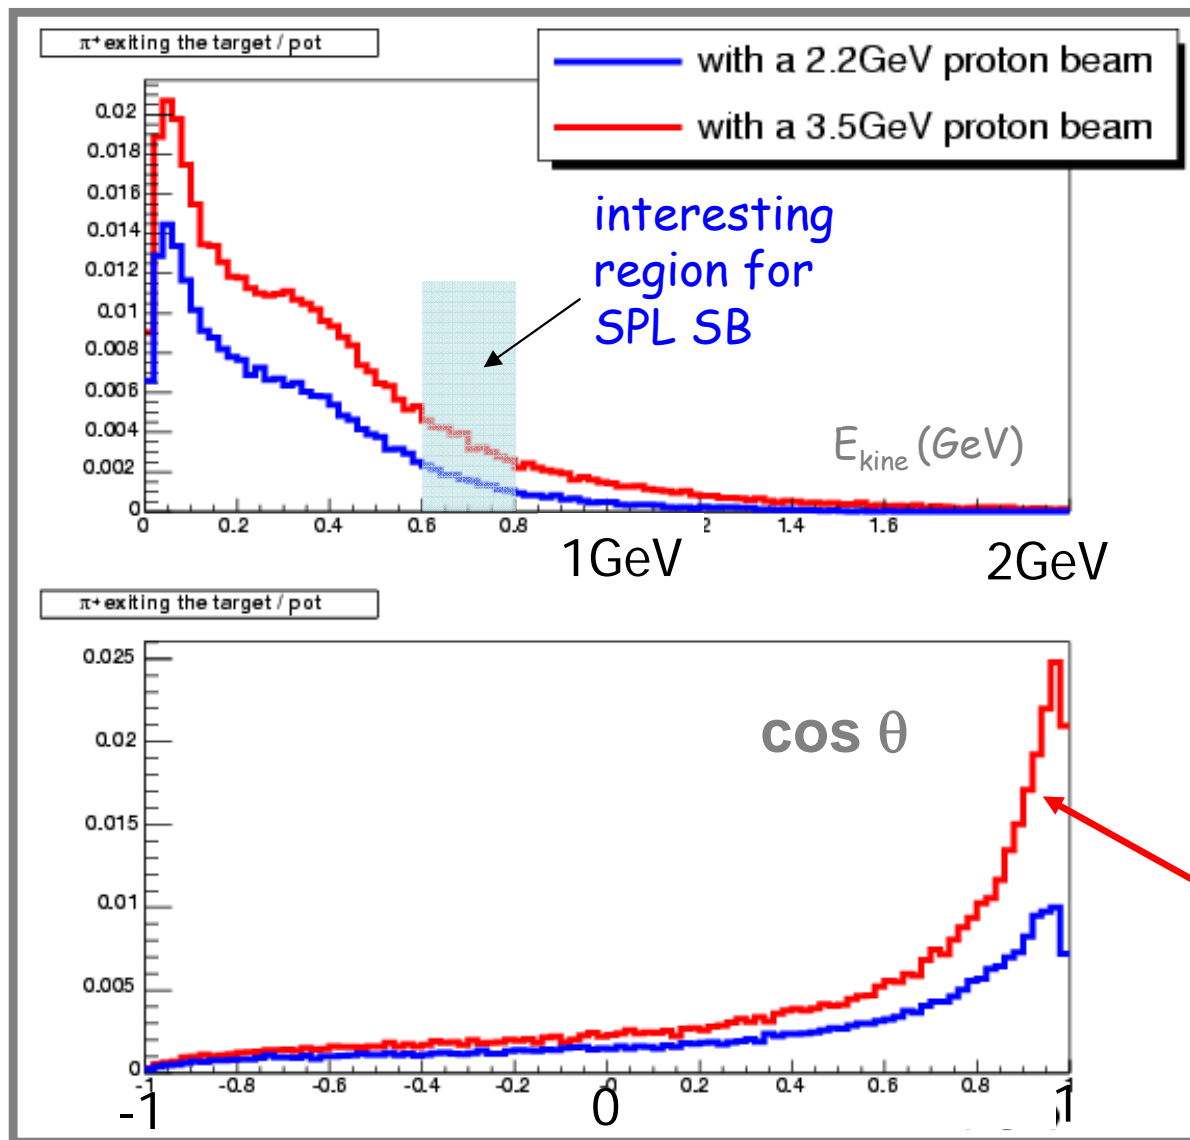 π⁺ exiting the target / pot
with a 2.2GeV proton beam
with a 3.5GeV proton beam
interesting
region for
SPL SB
E_kine (GeV)
0.02
0.018
0.016
0.014
0.012
0.01
0.008
0.006
0.004
0.002
0
0 0.2 0.4 0.6 0.8 2 1.4 1.6
1GeV 2GeV
π⁺ exiting the target / pot
cos θ
0.025
0.02
0.015
0.01
0.005
0
-1 -0.8 -0.6 -0.4 -0.2 0 0.2 0.4 0.6 0.8 1
-1 0 1